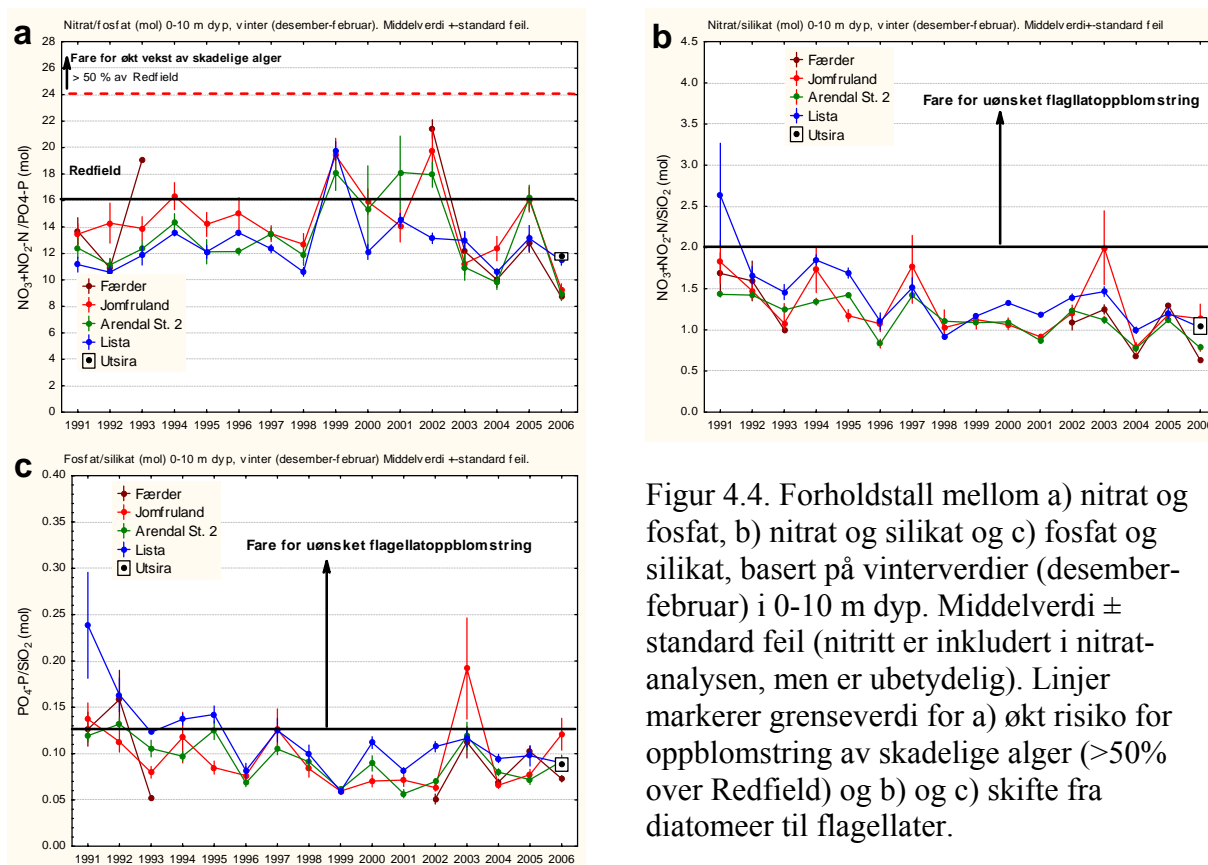 a
Nitrat/fosfat (mol) 0-10 m dyp, vinter (desember-februar). Middelverdi +-standard feil.
NO₃+NO₂-N /PO4-P (mol)
28
26
24
22
20
18
16
14
12
10
8
6
4
2
0
Fare for økt vekst av skadelige alger
> 50 % av Redfield
Redfield
Færder
Jomfruland
Arendal St. 2
Lista
Utsira
1991 1992 1993 1994 1995 1996 1997 1998 1999 2000 2001 2002 2003 2004 2005 2006
b
Nitrat/silikat (mol) 0-10 m dyp, vinter (desember-februar). Middelverdi+-standard feil
NO₃+NO₂-N/SiO₂ (mol)
4.5
4.0
3.5
3.0
2.5
2.0
1.5
1.0
0.5
0.0
Færder
Jomfruland
Arendal St. 2
Lista
Utsira
Fare for uønsket flagllatoppblomstring
1991 1992 1993 1994 1995 1996 1997 1998 1999 2000 2001 2002 2003 2004 2005 2006
c
Fosfat/silikat (mol) 0-10 m dyp, vinter (desember-februar) Middelverdi +-standard feil.
PO₄-P/SiO₂ (mol)
0.40
0.35
0.30
0.25
0.20
0.15
0.10
0.05
0.00
Færder
Jomfruland
Arendal St. 2
Lista
Utsira
Fare for uønsket flagellatoppblomstring
1991 1992 1993 1994 1995 1996 1997 1998 1999 2000 2001 2002 2003 2004 2005 2006
Figur 4.4. Forholdstall mellom a) nitrat og
fosfat, b) nitrat og silikat og c) fosfat og
silikat, basert på vinterverdier (desember-
februar) i 0-10 m dyp. Middelverdi ±
standard feil (nitritt er inkludert i nitrat-
analysen, men er ubetydelig). Linjer
markerer grenseverdi for a) økt risiko for
oppblomstring av skadelige alger (>50%
over Redfield) og b) og c) skifte fra
diatomeer til flagellater.